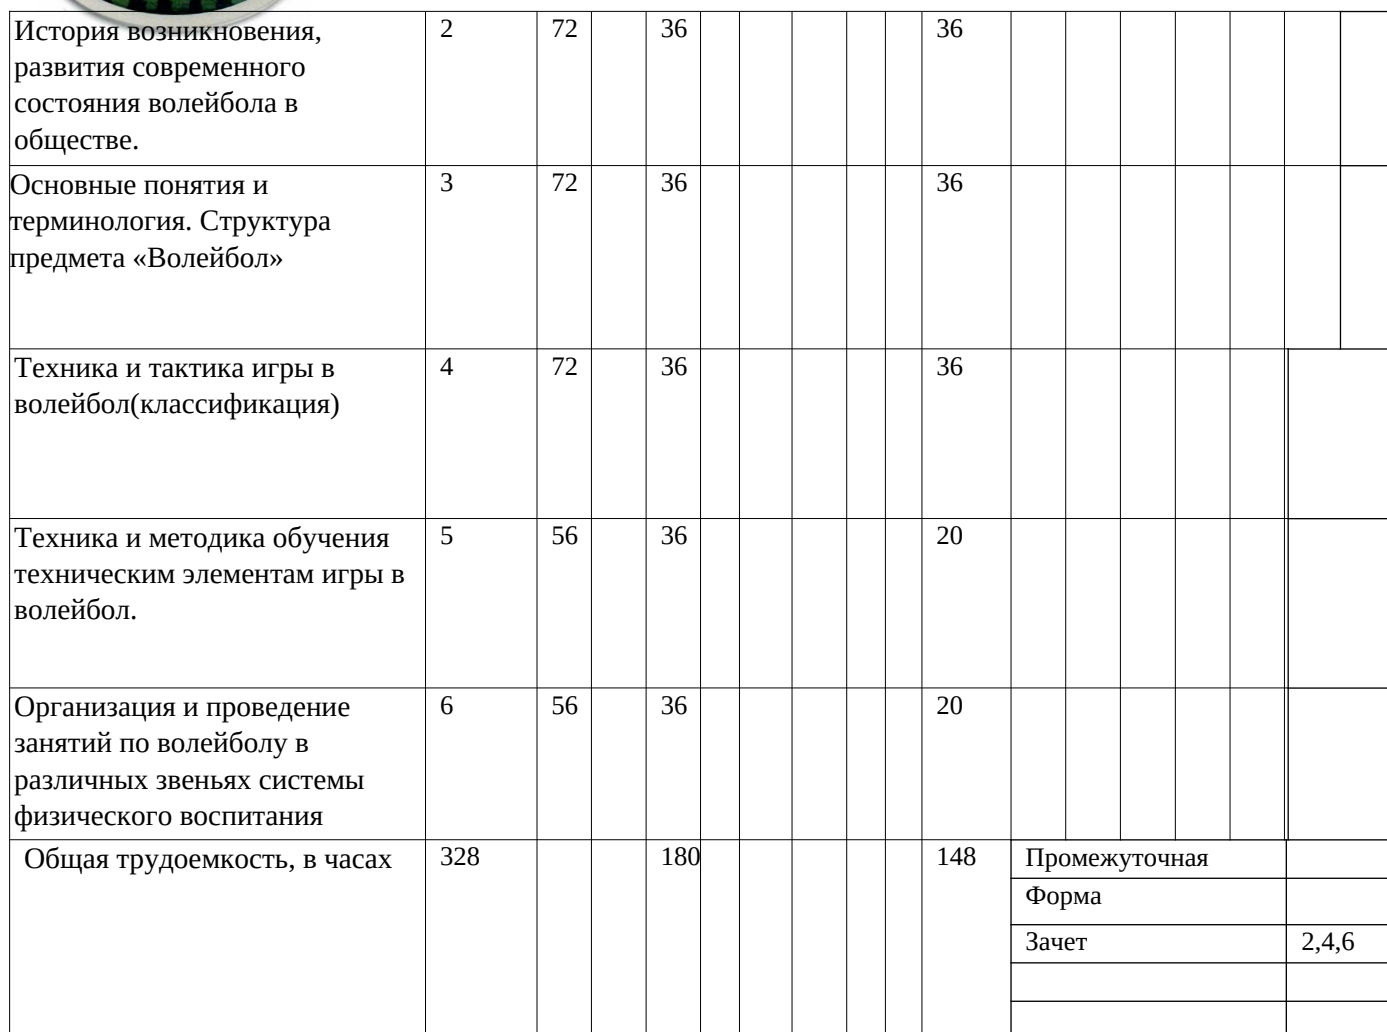 История возникновения, 2 72 36 36
развития современного
состояния волейбола в
обществе.
Основные понятия и 3 72 36 36
терминология. Структура
предмета «Волейбол»
Техника и тактика игры в 4 72 36 36
волейбол(классификация)
Техника и методика обучения 5 56 36 20
техническим элементам игры в
волейбол.
Организация и проведение 6 56 36 20
занятий по волейболу в
различных звеньях системы
физического воспитания
Общая трудоемкость, в часах 328 180 148 Промежуточная
Форма
Зачет 2,4,6